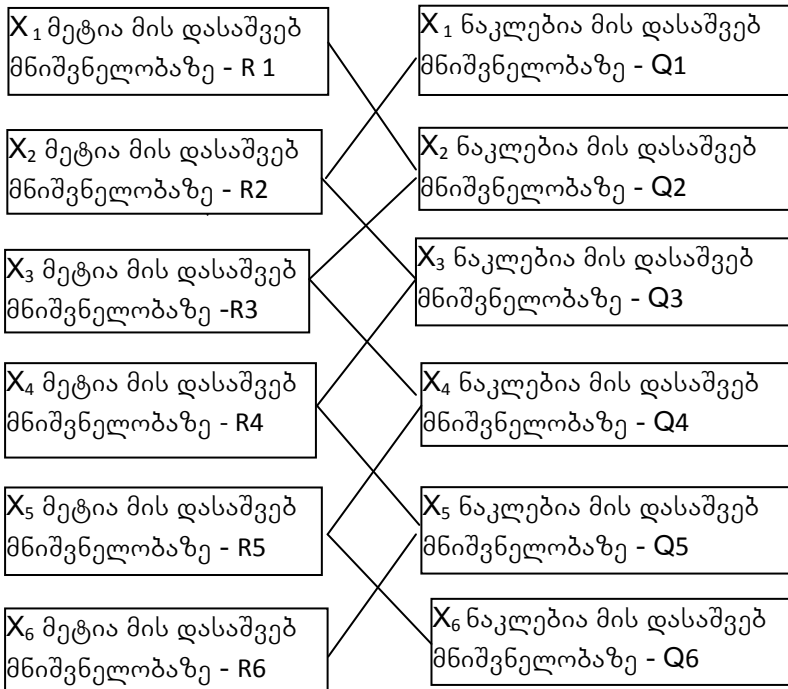 X₁ მეტია მის დასაშვებ
მნიშვნელობაზე - R 1
X₁ ნაკლებია მის დასაშვებ
მნიშვნელობაზე - Q1
X₂ მეტია მის დასაშვებ
მნიშვნელობაზე - R2
X₂ ნაკლებია მის დასაშვებ
მნიშვნელობაზე - Q2
X₃ მეტია მის დასაშვებ
მნიშვნელობაზე -R3
X₃ ნაკლებია მის დასაშვებ
მნიშვნელობაზე - Q3
X₄ მეტია მის დასაშვებ
მნიშვნელობაზე - R4
X₄ ნაკლებია მის დასაშვებ
მნიშვნელობაზე - Q4
X₅ მეტია მის დასაშვებ
მნიშვნელობაზე - R5
X₅ ნაკლებია მის დასაშვებ
მნიშვნელობაზე - Q5
X₆ მეტია მის დასაშვებ
მნიშვნელობაზე - R6
X₆ ნაკლებია მის დასაშვებ
მნიშვნელობაზე - Q6